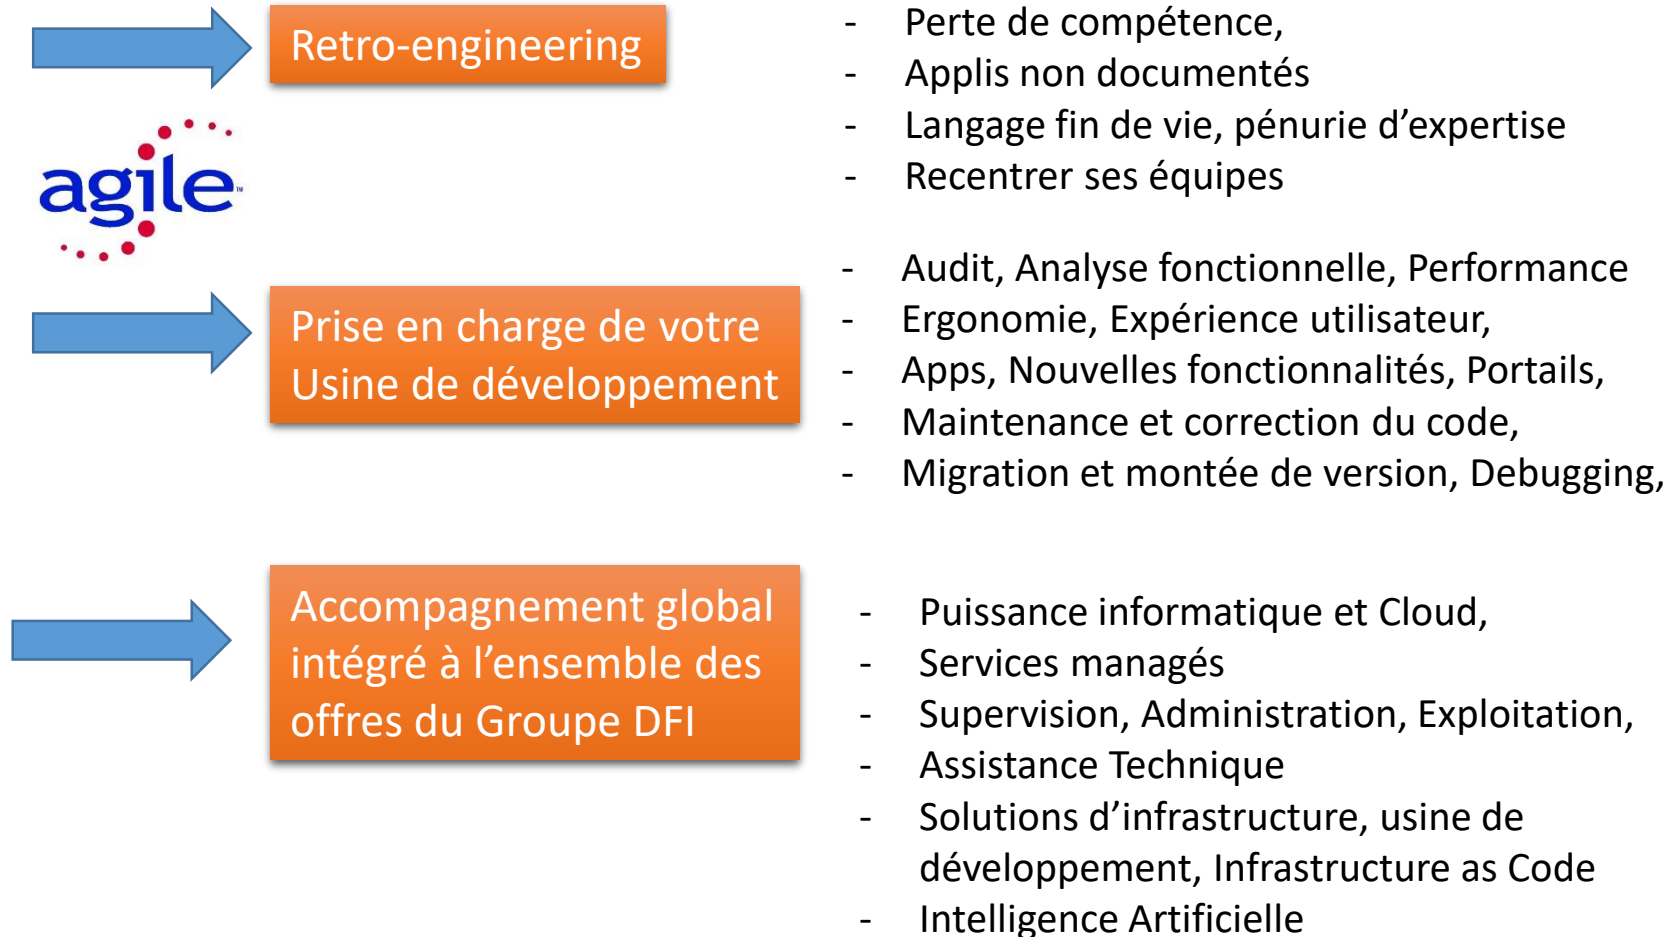 Retro-engineering
- Perte de compétence,
- Applis non documentés
- Langage fin de vie, pénurie d’expertise
- Recentrer ses équipes
agile™
Prise en charge de votre
Usine de développement
- Audit, Analyse fonctionnelle, Performance
- Ergonomie, Expérience utilisateur,
- Apps, Nouvelles fonctionnalités, Portails,
- Maintenance et correction du code,
- Migration et montée de version, Debugging,
Accompagnement global
intégré à l’ensemble des
offres du Groupe DFI
- Puissance informatique et Cloud,
- Services managés
- Supervision, Administration, Exploitation,
- Assistance Technique
- Solutions d’infrastructure, usine de
développement, Infrastructure as Code
- Intelligence Artificielle